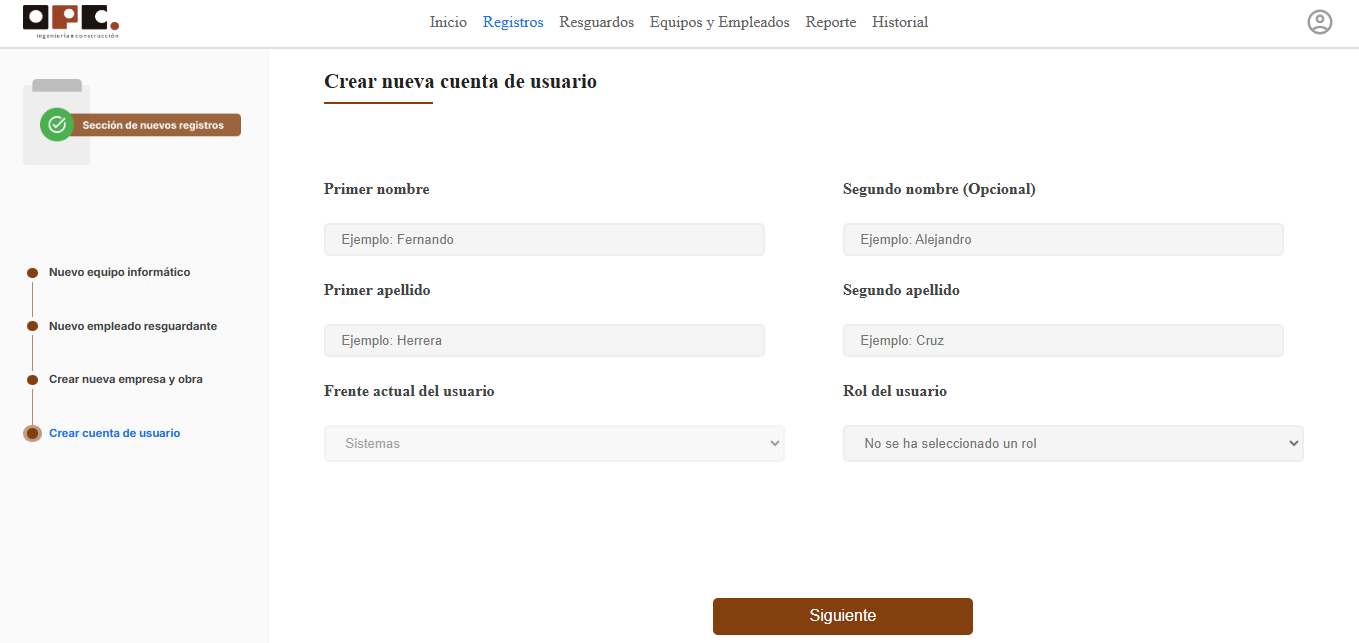 OPC.
ingeniería&construcción
Inicio Registros Resguardos Equipos y Empleados Reporte Historial
Sección de nuevos registros
Nuevo equipo informático
Nuevo empleado resguardante
Crear nueva empresa y obra
Crear cuenta de usuario
Crear nueva cuenta de usuario
Primer nombre
Segundo nombre (Opcional)
Ejemplo: Fernando
Ejemplo: Alejandro
Primer apellido
Segundo apellido
Ejemplo: Herrera
Ejemplo: Cruz
Frente actual del usuario
Rol del usuario
Sistemas
No se ha seleccionado un rol
Siguiente